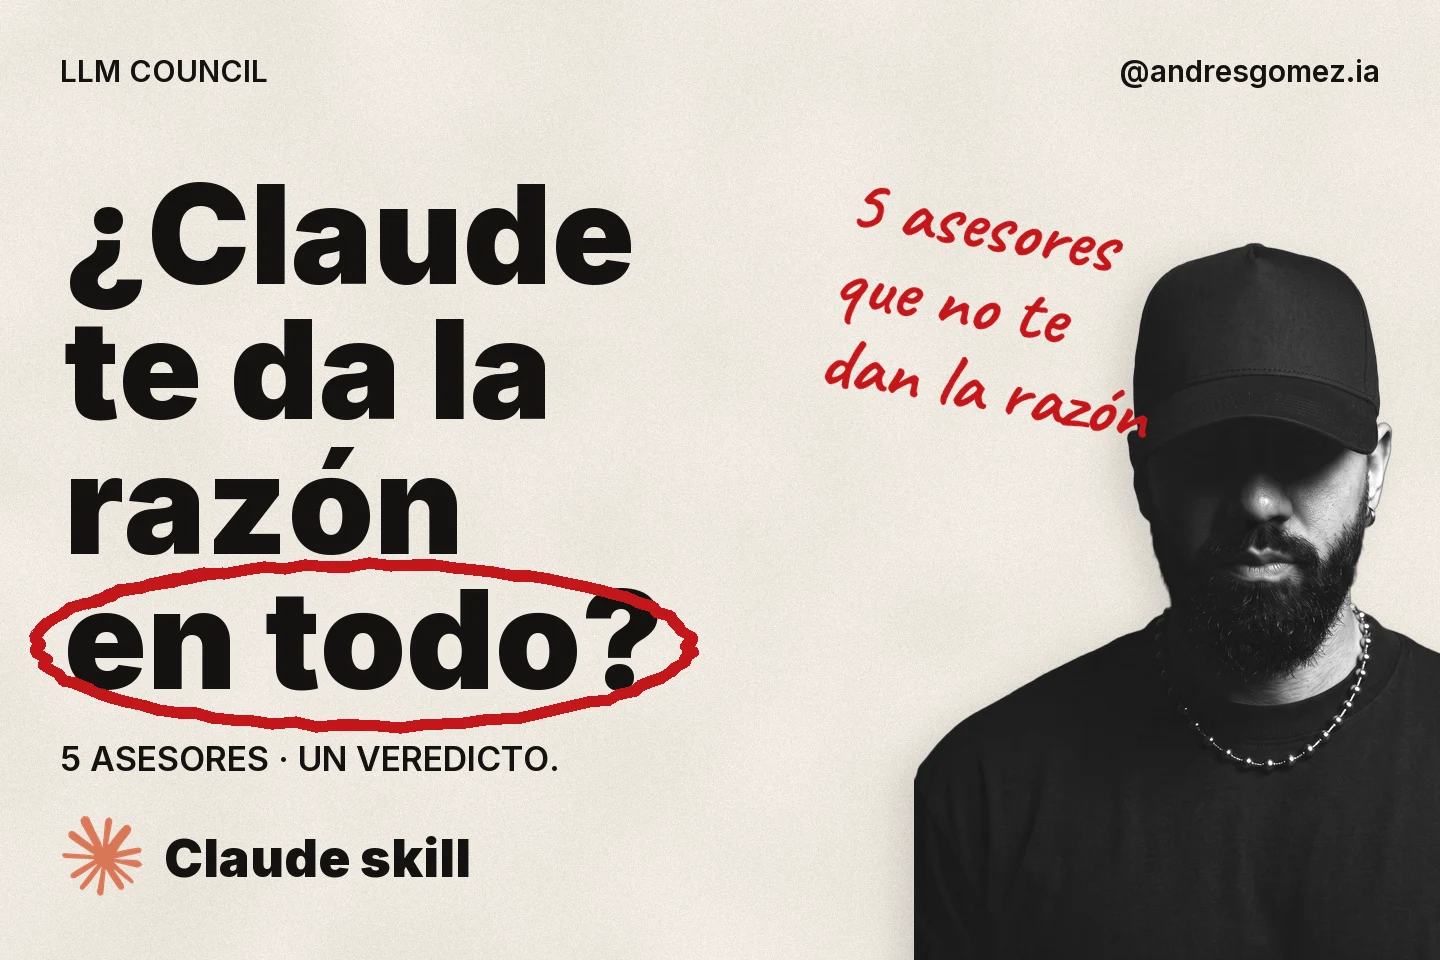 LLM COUNCIL
@andresgomez.ia
¿Claude
te da la
razón
en todo?
5 asesores
que no te
dan la razón
5 ASESORES · UN VEREDICTO.
Claude skill